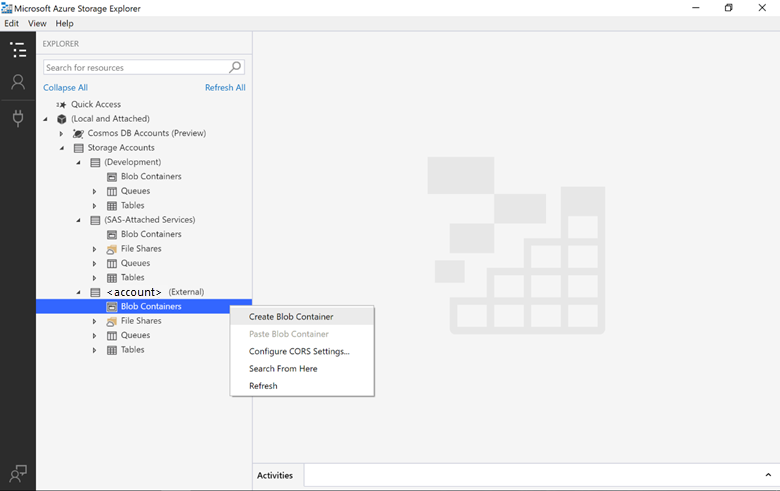 Microsoft Azure Storage Explorer
Edit View Help
EXPLORER
Search for resources
Collapse All Refresh All
Quick Access
(Local and Attached)
Cosmos DB Accounts (Preview)
Storage Accounts
(Development)
Blob Containers
Queues
Tables
(SAS-Attached Services)
Blob Containers
File Shares
Queues
Tables
<account> (External)
Blob Containers
File Shares
Queues
Tables
Create Blob Container
Paste Blob Container
Configure CORS Settings...
Search From Here
Refresh
Activities